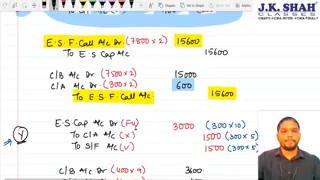 J.K. SHAH
CLASSES
E.S.F. Call A/c Dr (7800 x 2) 15600
To E.S Cap A/c 15600
C/B A/c Dr (7500 x 2) 15000
C/A A/c Dr (300 x 2) 600
To E.S.F. Call A/c 15600
E.S Cap A/c Dr (FV) 3000 (300 x 10)
To C/A A/c (X) 1500 (300 x 5)
To S/F A/c (V) 1500 (300 x 5)
C/B A/c Dr (400 x 9) 3600